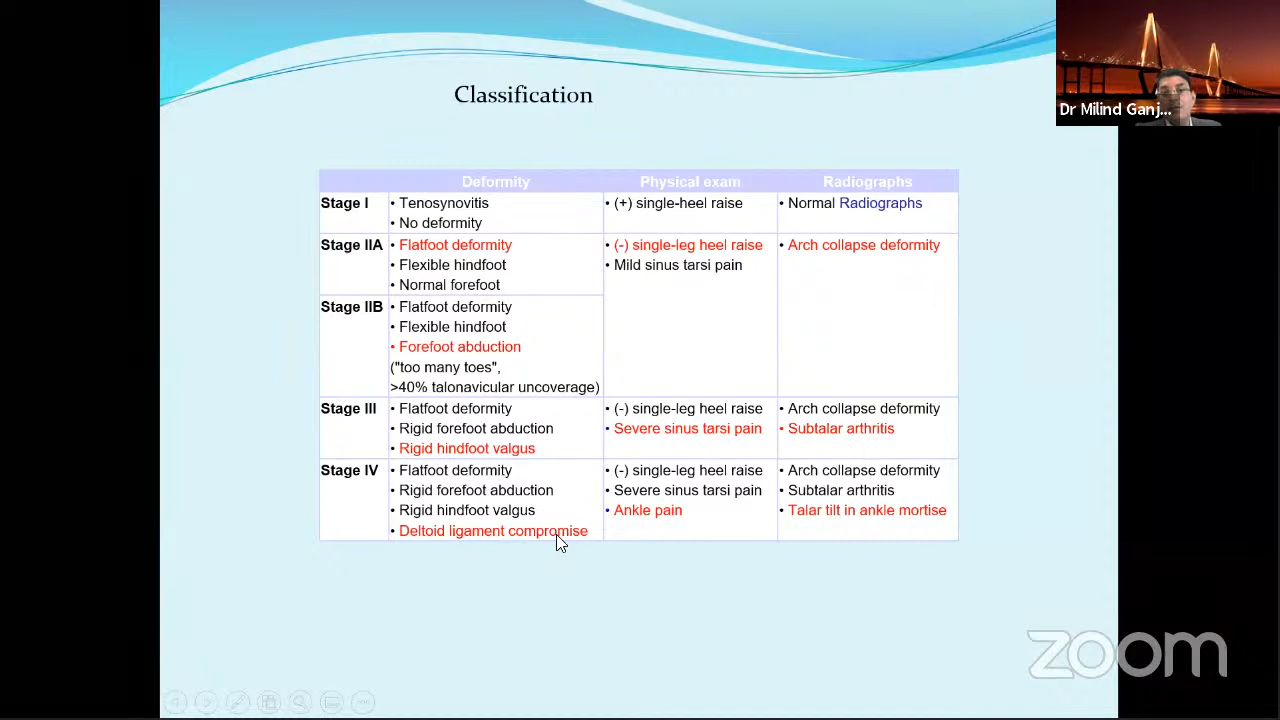 Classification
Dr Milind Ganj...
Deformity Physical exam Radiographs
Stage I • Tenosynovitis • (+) single-heel raise • Normal Radiographs
• No deformity
Stage IIA • Flatfoot deformity • (-) single-leg heel raise • Arch collapse deformity
• Flexible hindfoot • Mild sinus tarsi pain
• Normal forefoot
Stage IIB • Flatfoot deformity
• Flexible hindfoot
• Forefoot abduction
("too many toes",
>40% talonavicular uncoverage)
Stage III • Flatfoot deformity • (-) single-leg heel raise • Arch collapse deformity
• Rigid forefoot abduction • Severe sinus tarsi pain • Subtalar arthritis
• Rigid hindfoot valgus
Stage IV • Flatfoot deformity • (-) single-leg heel raise • Arch collapse deformity
• Rigid forefoot abduction • Severe sinus tarsi pain • Subtalar arthritis
• Rigid hindfoot valgus • Ankle pain • Talar tilt in ankle mortise
• Deltoid ligament compromise
zoom